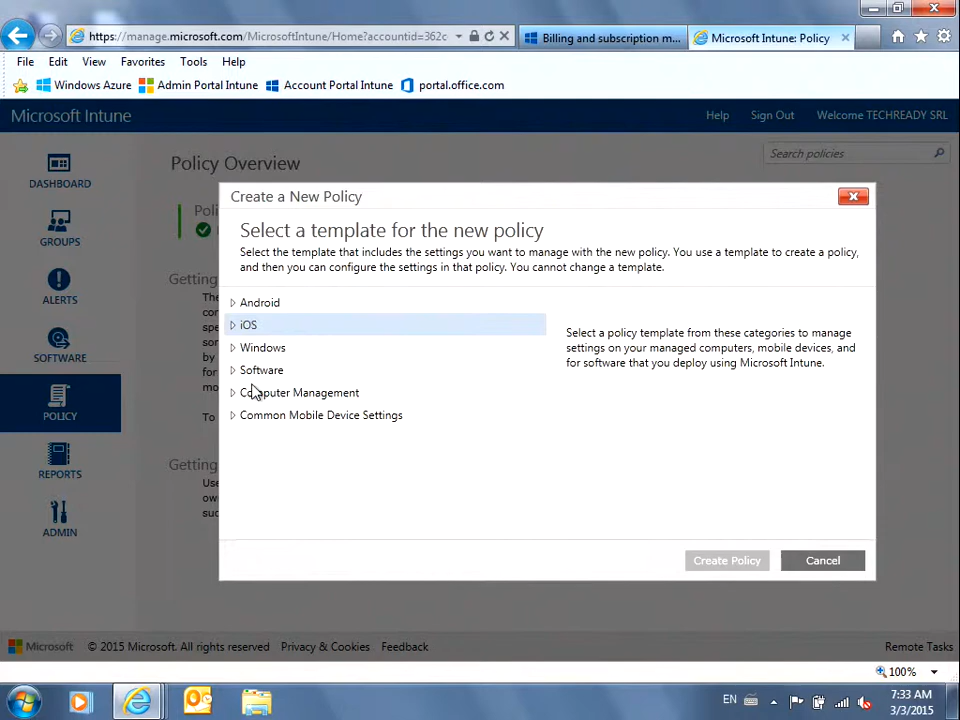 https://manage.microsoft.com/MicrosoftIntune/Home?accountid=362c
Billing and subscription m...
Microsoft Intune: Policy
File Edit View Favorites Tools Help
Windows Azure Admin Portal Intune Account Portal Intune portal.office.com
Microsoft Intune
Help Sign Out Welcome TECHREADY SRL
Policy Overview
Search policies
DASHBOARD
GROUPS
ALERTS
SOFTWARE
POLICY
REPORTS
ADMIN
Create a New Policy
Select a template for the new policy
Select the template that includes the settings you want to manage with the new policy. You use a template to create a policy,
and then you can configure the settings in that policy. You cannot change a template.
Android
iOS
Windows
Software
Computer Management
Common Mobile Device Settings
Select a policy template from these categories to manage
settings on your managed computers, mobile devices, and
for software that you deploy using Microsoft Intune.
Create Policy Cancel
Getting
by
for
To
Getting
Microsoft © 2015 Microsoft. All rights reserved Privacy & Cookies Feedback Remote Tasks
100%
EN
7:33 AM
3/3/2015